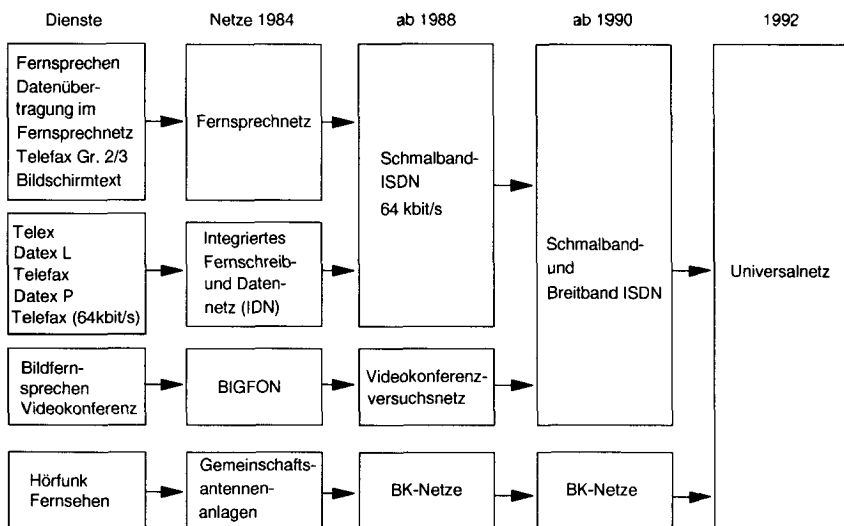 Dienste
Netze 1984
ab 1988
ab 1990
1992
Fernsprechen
Datenüber-
tragung im
Fernsprechnetz
Telefax Gr. 2/3
Bildschirmtext
Fernsprechnetz
Schmalband-
ISDN
64 kbit/s
Telex
Datex L
Telefax
Datex P
Telefax (64kbit/s)
Integriertes
Fernschreib-
und Daten-
netz (IDN)
Schmalband-
und
Breitband ISDN
Universalnetz
Bildfern-
sprechen
Videokonferenz
BIGFON
Videokonferenz-
versuchsnetz
Hörfunk
Fernsehen
Gemeinschafts-
antennen-
anlagen
BK-Netze
BK-Netze